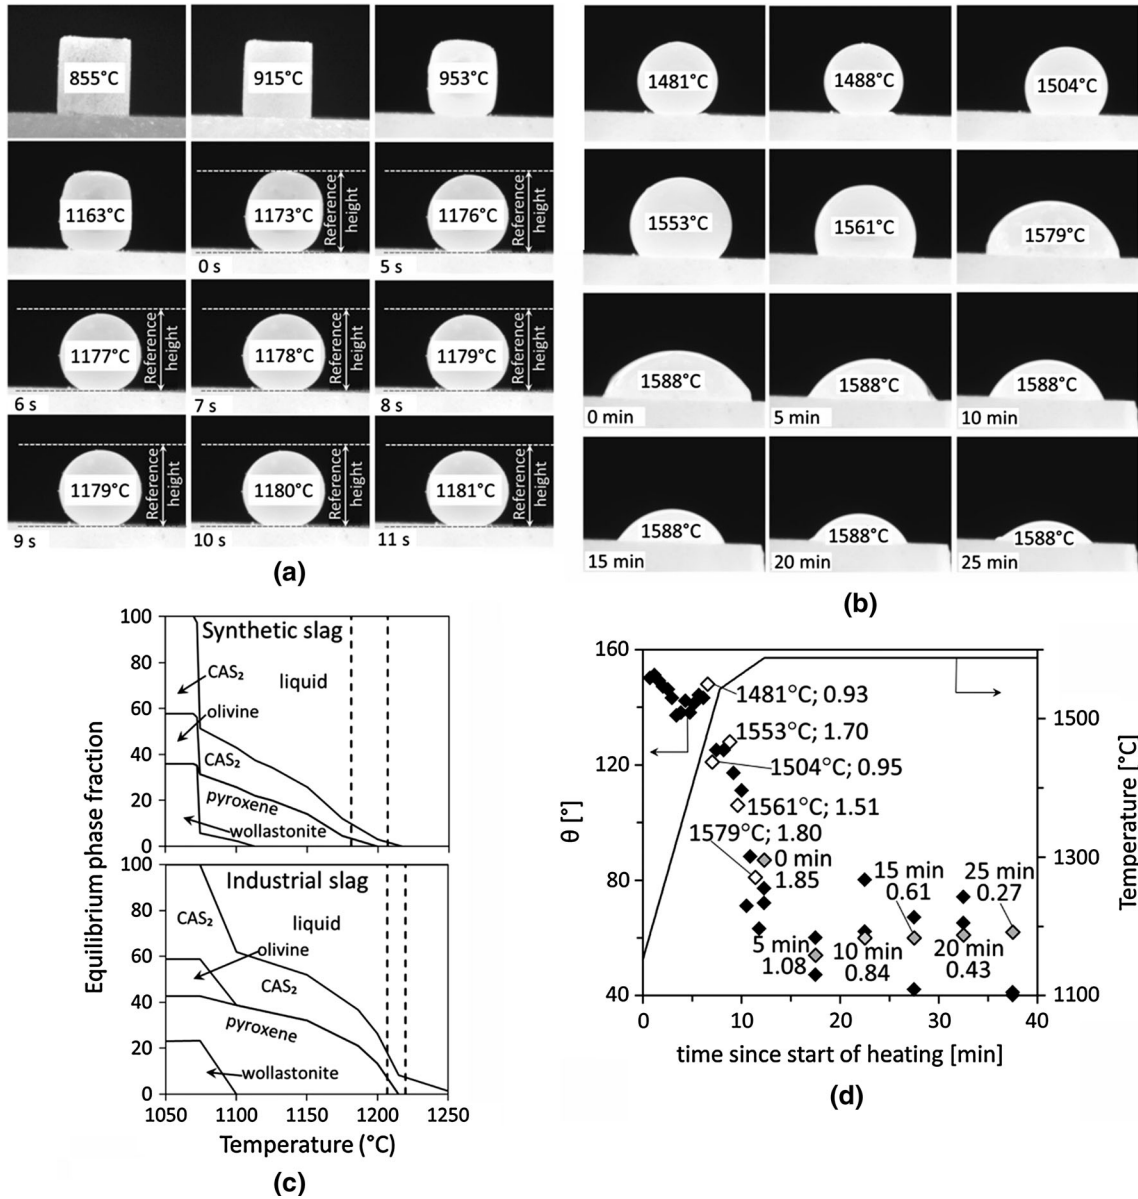 855°C
915°C
953°C
1163°C
1173°C
Reference
height
0 s
1176°C
Reference
height
5 s
1177°C
Reference
height
6 s
1178°C
Reference
height
7 s
1179°C
Reference
height
8 s
1179°C
Reference
height
9 s
1180°C
Reference
height
10 s
1181°C
Reference
height
11 s
(a)
1481°C
1488°C
1504°C
1553°C
1561°C
1579°C
1588°C
0 min
1588°C
5 min
1588°C
10 min
1588°C
15 min
1588°C
20 min
1588°C
25 min
(b)
Equilibrium phase fraction
100
80
60
40
20
0
Synthetic slag
CAS₂
liquid
olivine
CAS₂
pyroxene
wollastonite
100
80
60
40
20
0
Industrial slag
CAS₂
liquid
olivine
CAS₂
pyroxene
wollastonite
1050
1100
1150
1200
1250
Temperature (°C)
(c)
θ [°]
160
120
80
40
1481°C; 0.93
1553°C; 1.70
1504°C; 0.95
1561°C; 1.51
1579°C; 1.80
0 min
1.85
15 min
0.61
25 min
0.27
5 min
1.08
10 min
0.84
20 min
0.43
1500
1300
1100
Temperature [°C]
0
10
20
30
40
time since start of heating [min]
(d)